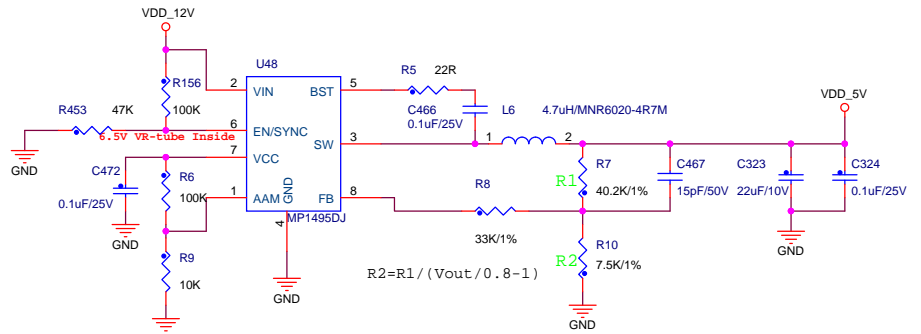 VDD_12V
U48
R156
100K
2
VIN
BST
5
R5
22R
C466
0.1uF/25V
L6
4.7uH/MNR6020-4R7M
VDD_5V
R453
47K
6.5V VR-tube Inside
6
EN/SYNC
SW
3
1
2
GND
C472
0.1uF/25V
7
VCC
R6
100K
1
AAM
GND
FB
8
MP1495DJ
4
R8
33K/1%
R1
R7
40.2K/1%
C467
15pF/50V
C323
22uF/10V
C324
0.1uF/25V
GND
GND
R9
10K
GND
R2=R1/(Vout/0.8-1)
R2
R10
7.5K/1%
GND
GND